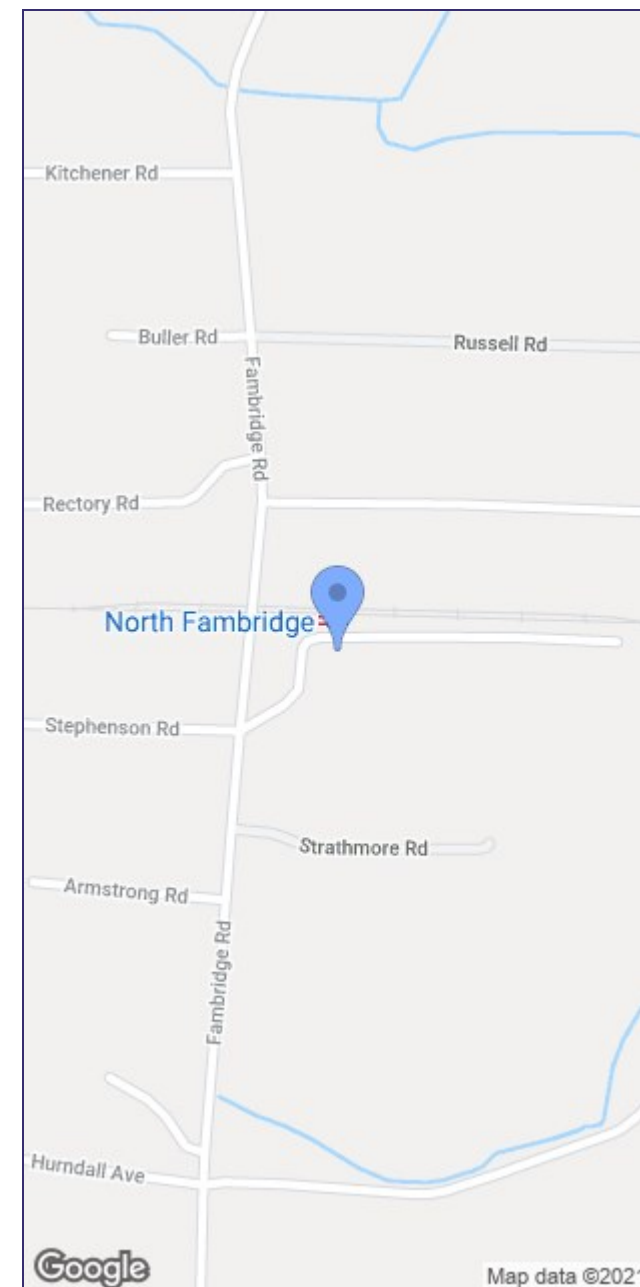 Kitchener Rd
Buller Rd
Russell Rd
Fambridge Rd
Rectory Rd
North Fambridge
Stephenson Rd
Strathmore Rd
Armstrong Rd
Fambridge Rd
Hurndall Ave
Google
Map data ©202